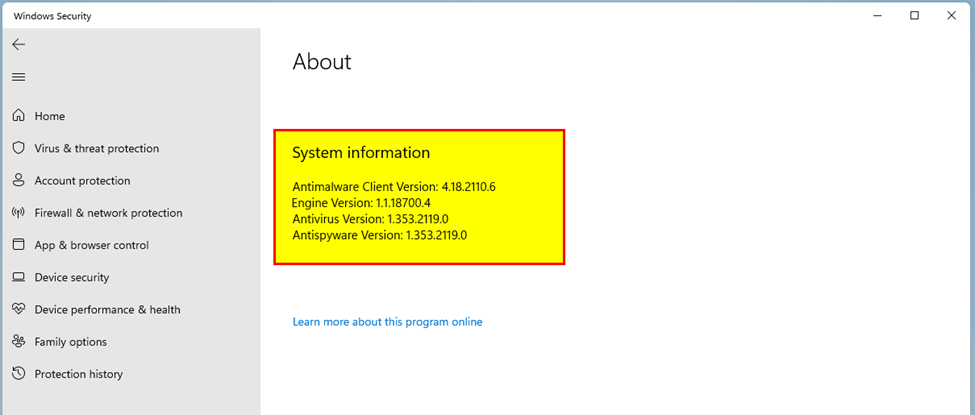 Windows Security
Home
Virus & threat protection
Account protection
Firewall & network protection
App & browser control
Device security
Device performance & health
Family options
Protection history
About
System information
Antimalware Client Version: 4.18.2110.6
Engine Version: 1.1.18700.4
Antivirus Version: 1.353.2119.0
Antispyware Version: 1.353.2119.0
Learn more about this program online